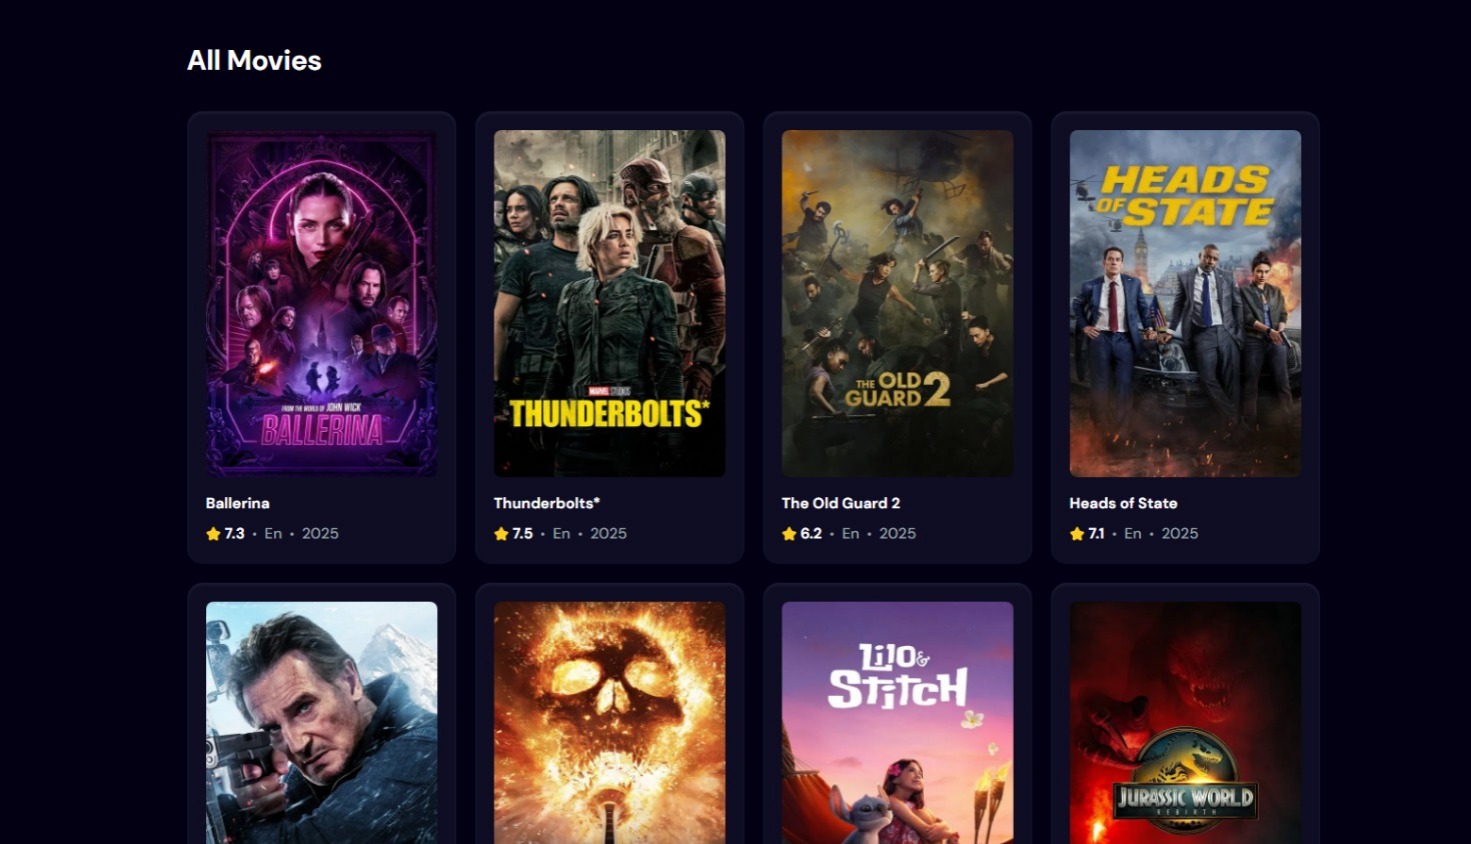 All Movies
FROM THE WORLD OF JOHN WICK
BALLERINA
MARVEL STUDIOS
THUNDERBOLTS*
THE OLD
GUARD 2
HEADS
OF STATE
Ballerina
7.3 • En • 2025
Thunderbolts*
7.5 • En • 2025
The Old Guard 2
6.2 • En • 2025
Heads of State
7.1 • En • 2025
Lilo &
Stitch
JURASSIC WORLD
REBIRTH